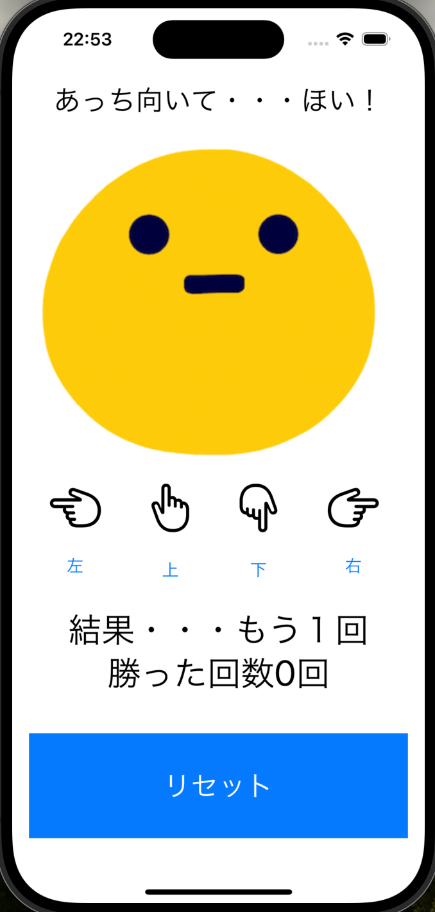 22:53
あっち向いて・・・ほい！
左
上
下
右
結果・・・もう１回
勝った回数0回
リセット